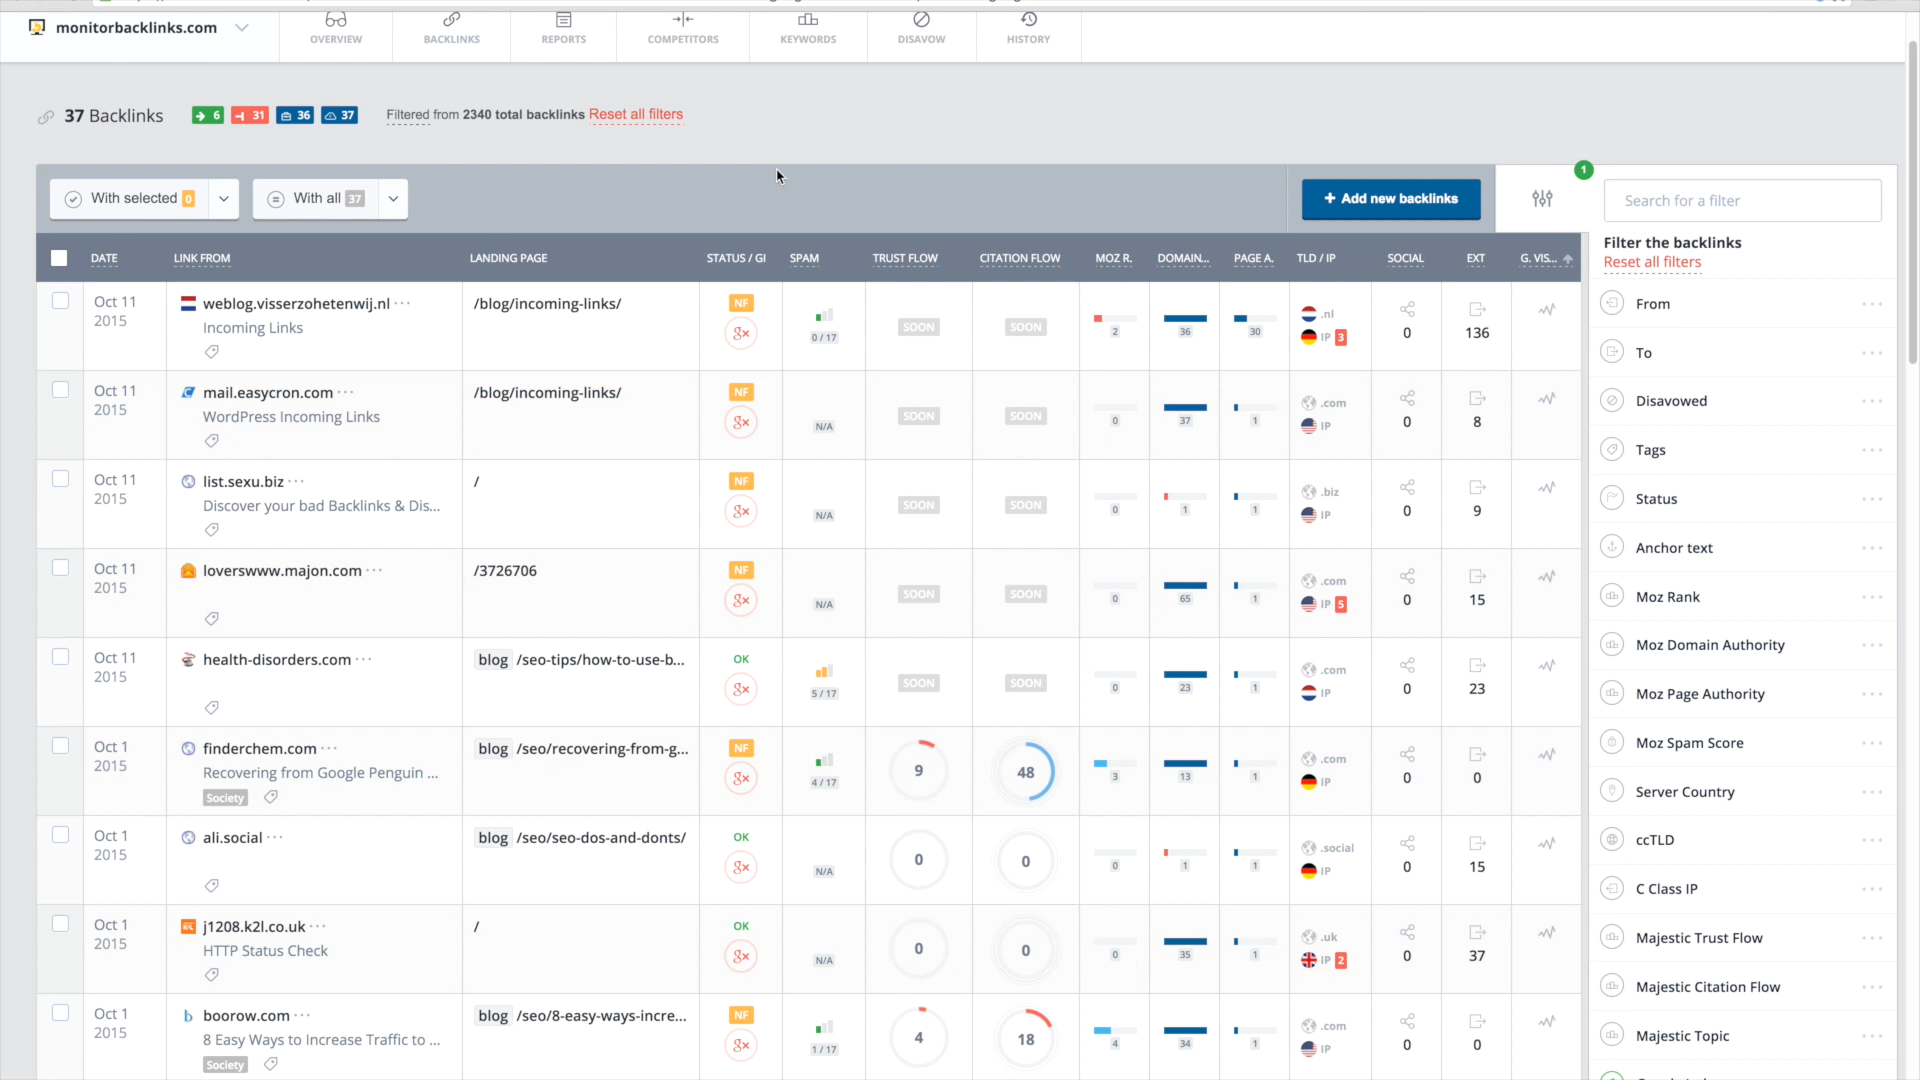 monitorbacklinks.com
OVERVIEW BACKLINKS REPORTS COMPETITORS KEYWORDS DISAVOW HISTORY
37 Backlinks 6 31 36 37 Filtered from 2340 total backlinks Reset all filters
1
With selected 0 With all 37 + Add new backlinks Search for a filter
DATE LINK FROM LANDING PAGE STATUS / GI SPAM TRUST FLOW CITATION FLOW MOZ R. DOMAIN... PAGE A. TLD / IP SOCIAL EXT G. VIS...
Oct 11 2015 weblog.visserzohetenwij.nl ··· /blog/incoming-links/ NF .nl
Incoming Links g× 0 / 17 SOON SOON 2 36 30 IP 3 0 136
Oct 11 2015 mail.easycron.com ··· /blog/incoming-links/ NF .com
WordPress Incoming Links g× N/A SOON SOON 0 37 1 IP 0 8
Oct 11 2015 list.sexu.biz ··· / NF .biz
Discover your bad Backlinks & Dis... g× N/A SOON SOON 0 1 1 IP 0 9
Oct 11 2015 loverswww.majon.com ··· /3726706 NF .com
g× N/A SOON SOON 0 65 1 IP 5 0 15
Oct 11 2015 health-disorders.com ··· blog /seo-tips/how-to-use-b... OK .com
g× 5 / 17 SOON SOON 0 23 1 IP 0 23
Oct 1 2015 finderchem.com ··· blog /seo/recovering-from-g... NF .com
Recovering from Google Penguin ... g× 4 / 17 9 48 3 13 1 IP 0 0
Society
Oct 1 2015 ali.social ··· blog /seo/seo-dos-and-donts/ OK .social
g× N/A 0 0 0 1 1 IP 0 15
Oct 1 2015 j1208.k2l.co.uk ··· / OK .uk
HTTP Status Check g× N/A 0 0 0 35 1 IP 2 0 37
Oct 1 2015 boorow.com ··· blog /seo/8-easy-ways-incre... NF .com
8 Easy Ways to Increase Traffic to ... g× 1 / 17 4 18 4 34 1 IP 0 0
Society
Filter the backlinks
Reset all filters
From
To
Disavowed
Tags
Status
Anchor text
Moz Rank
Moz Domain Authority
Moz Page Authority
Moz Spam Score
Server Country
ccTLD
C Class IP
Majestic Trust Flow
Majestic Citation Flow
Majestic Topic